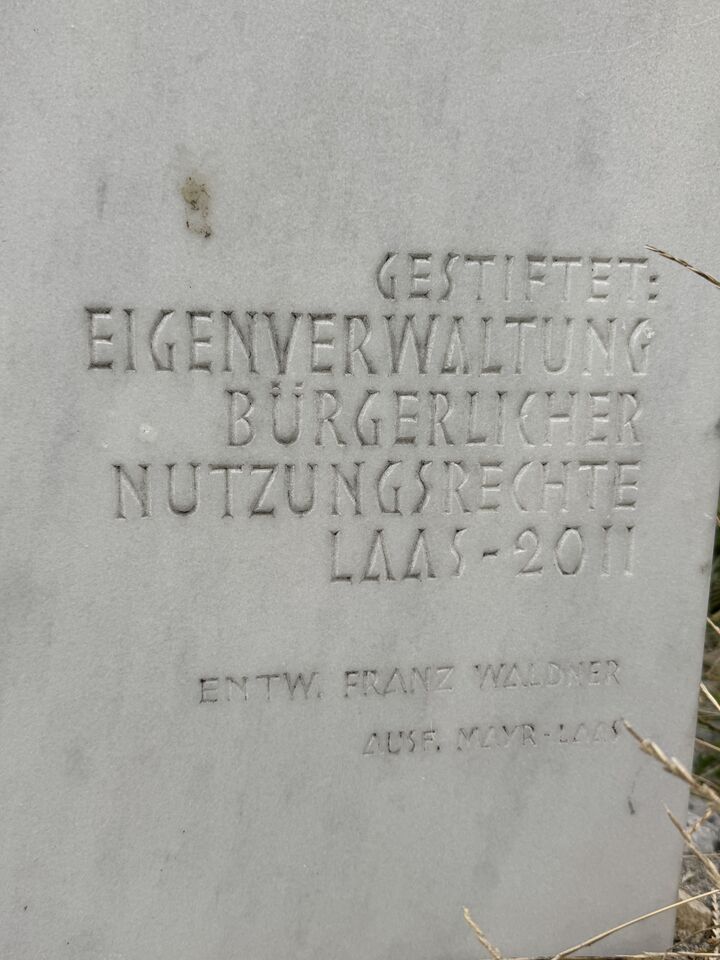 GESTIFTET:
EIGENVERWALTUNG
BÜRGERLICHER
NUTZUNGSRECHTE
LAAS-2011
ENTW. FRANZ WALDNER
AUSF. MAYR-LAAS